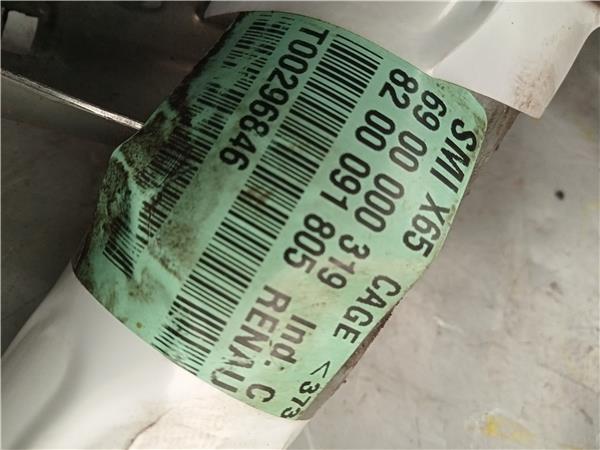 SMI X65 CAGE <373
69 00 000 319 Ind. C
82 00 091 805 RENAU
T00296846